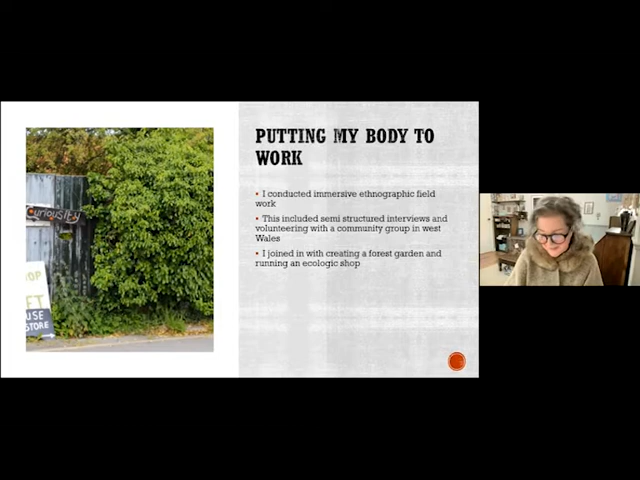 PUTTING MY BODY TO
WORK
I conducted immersive ethnographic field
work
This included semi structured interviews and
volunteering with a community group in west
Wales
I joined in with creating a forest garden and
running an ecologic shop
Curiousity
OP
FT
USE
STORE